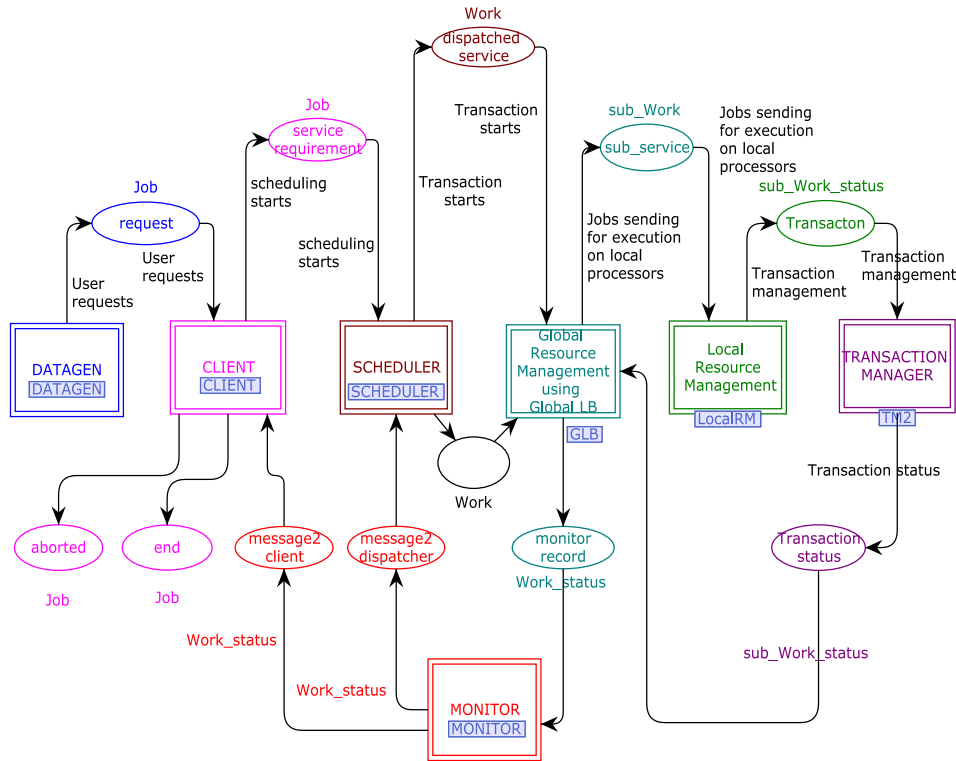 Work
dispatched
service
Transaction
starts
Job
service
requirement
sub_Work
sub_service
Jobs sending
for execution
on local
processors
scheduling
starts
Transaction
starts
Job
request
sub_Work_status
Transacton
Jobs sending
for execution
on local
processors
scheduling
starts
User
requests
User
requests
Transaction
management
Transaction
management
DATAGEN
DATAGEN
CLIENT
CLIENT
SCHEDULER
SCHEDULER
Global
Resource
Management
using
Global LB
GLB
Local
Resource
Management
LocalRM
TRANSACTION
MANAGER
TM2
Work
Transaction status
aborted
Job
end
Job
message2
client
message2
dispatcher
monitor
record
Work_status
Transaction
status
Work_status
sub_Work_status
Work_status
MONITOR
MONITOR